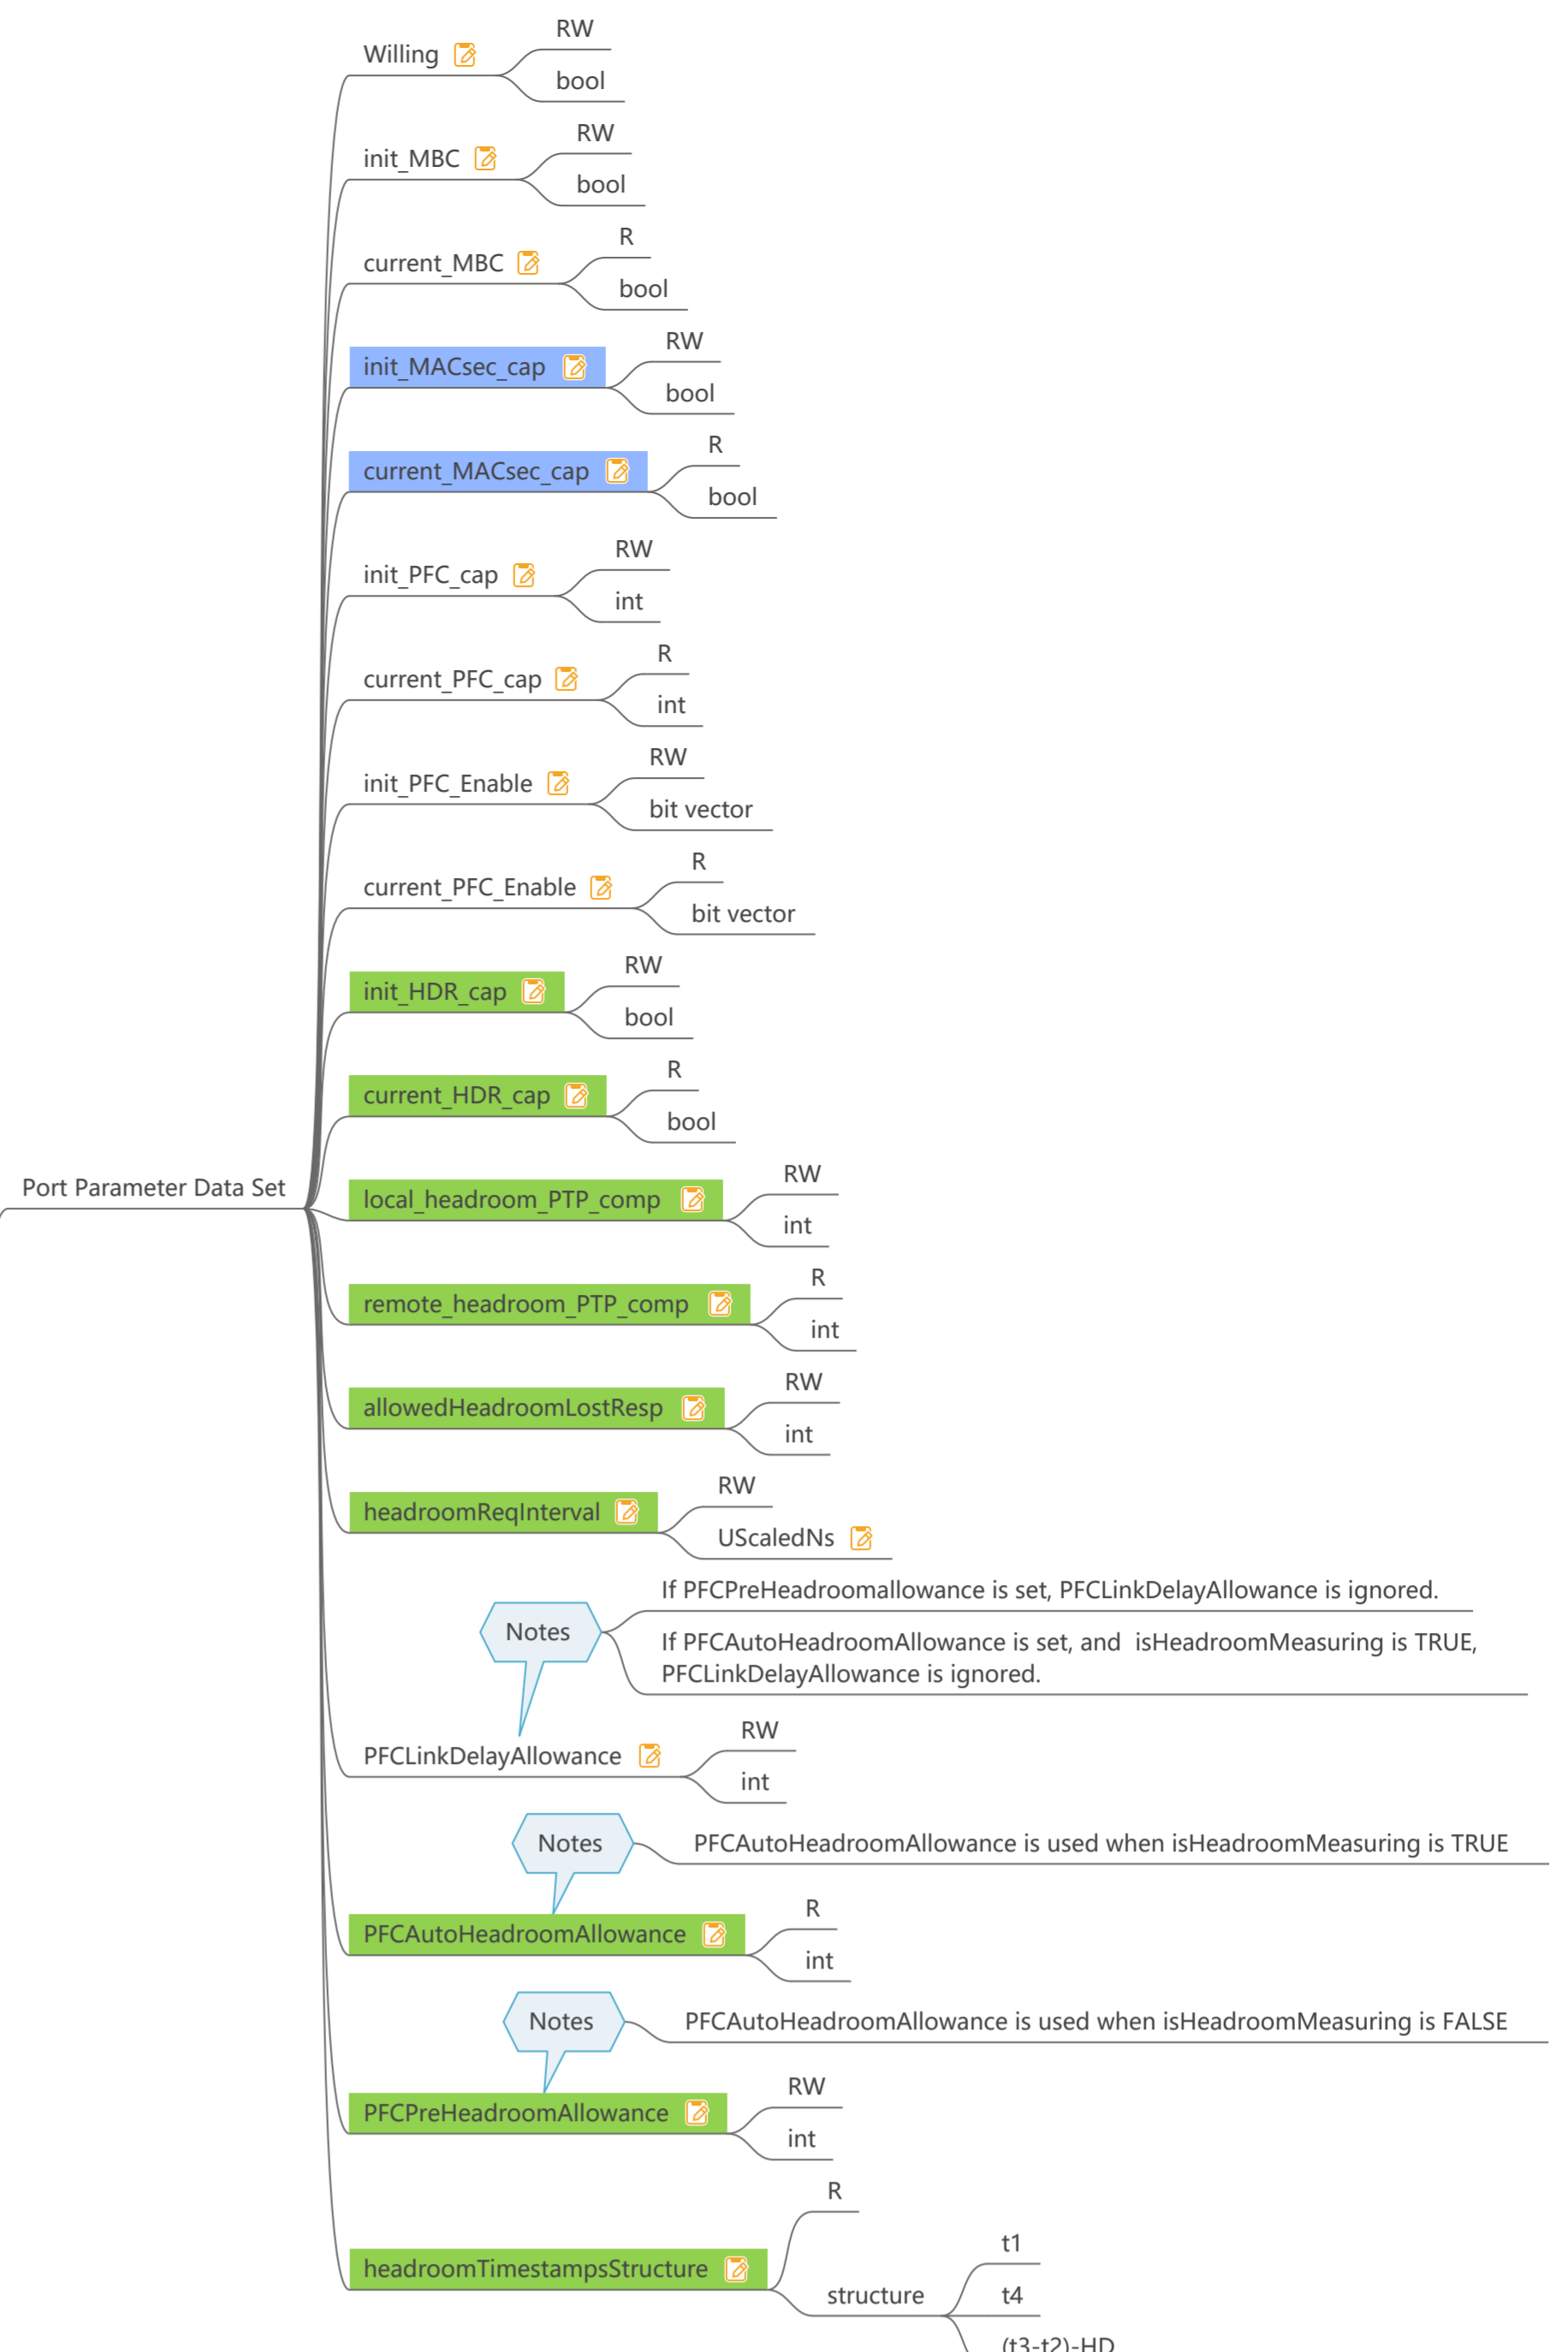 Port Parameter Data Set
Willing
RW
bool
init_MBC
RW
bool
current_MBC
R
bool
init_MACsec_cap
RW
bool
current_MACsec_cap
R
bool
init_PFC_cap
RW
int
current_PFC_cap
R
int
init_PFC_Enable
RW
bit vector
current_PFC_Enable
R
bit vector
init_HDR_cap
RW
bool
current_HDR_cap
R
bool
local_headroom_PTP_comp
RW
int
remote_headroom_PTP_comp
R
int
allowedHeadroomLostResp
RW
int
headroomReqInterval
RW
UScaledNs
Notes
If PFCPreHeadroomallowance is set, PFCLinkDelayAllowance is ignored.
If PFCAutoHeadroomAllowance is set, and  isHeadroomMeasuring is TRUE,
PFCLinkDelayAllowance is ignored.
PFCLinkDelayAllowance
RW
int
Notes
PFCAutoHeadroomAllowance is used when isHeadroomMeasuring is TRUE
PFCAutoHeadroomAllowance
R
int
Notes
PFCAutoHeadroomAllowance is used when isHeadroomMeasuring is FALSE
PFCPreHeadroomAllowance
RW
int
headroomTimestampsStructure
R
structure
t1
t4
(t3-t2)-HD